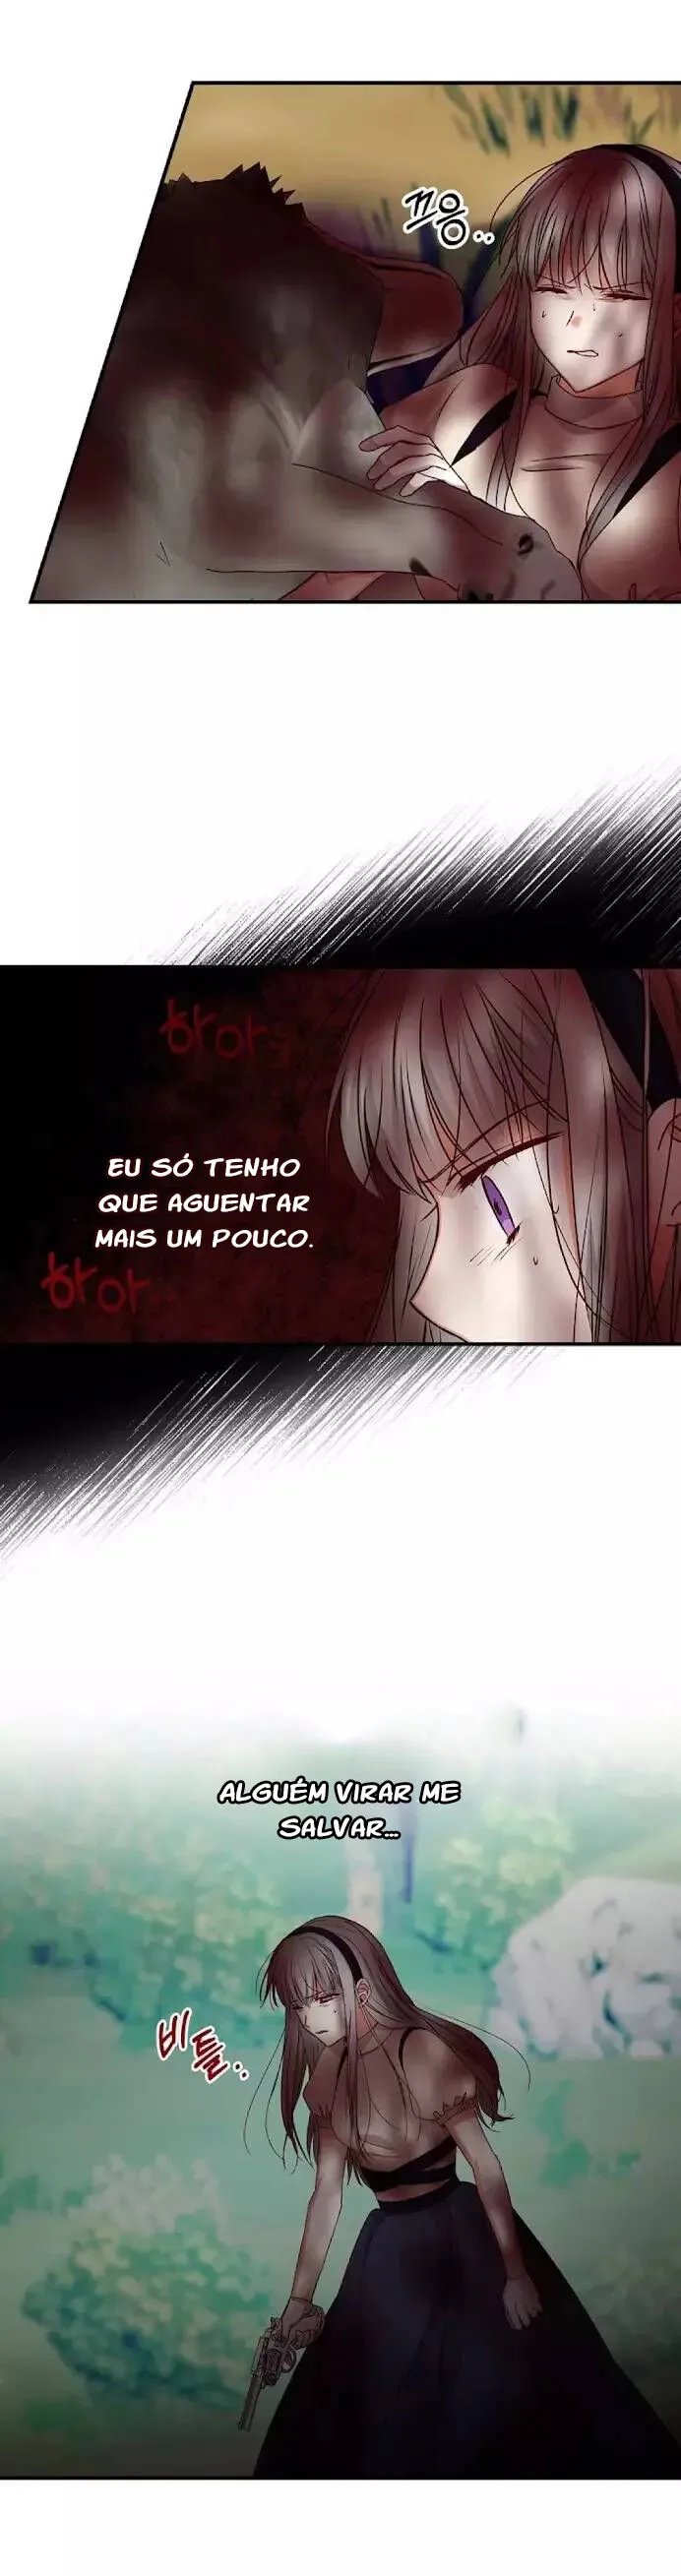 끄응..
하아..
EU SÓ TENHO
QUE AGUENTAR
MAIS UM POUCO.
하아..
ALGUÉM VIRAR ME
SALVAR...
비틀..